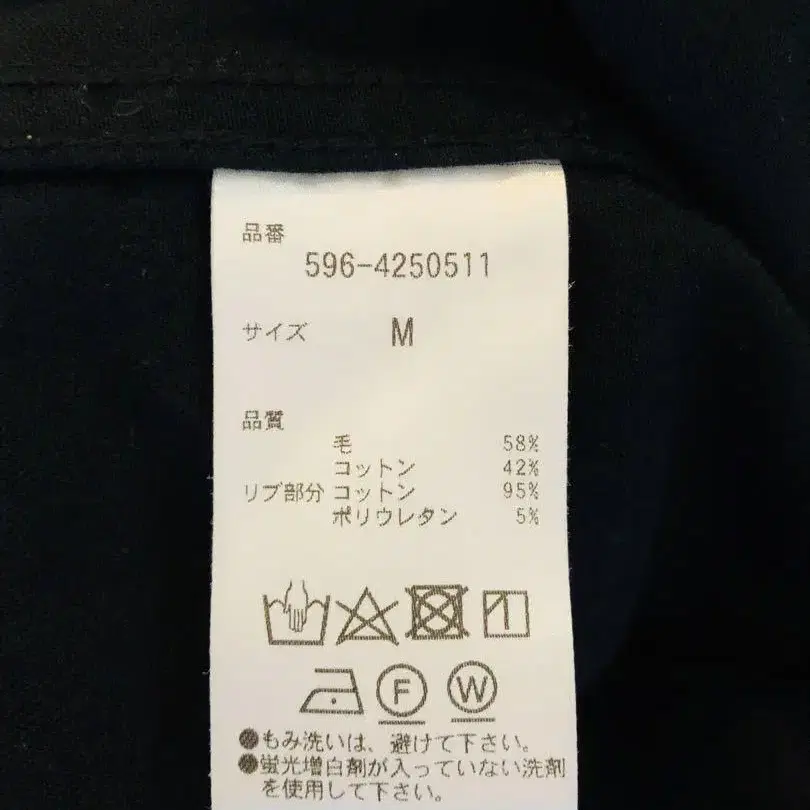 品番
596-4250511
サイズ M
品質
毛 58%
コットン 42%
リブ部分 コットン 95%
ポリウレタン 5%
F W
●もみ洗いは、避けて下さい。
●蛍光増白剤が入っていない洗剤
を使用して下さい。